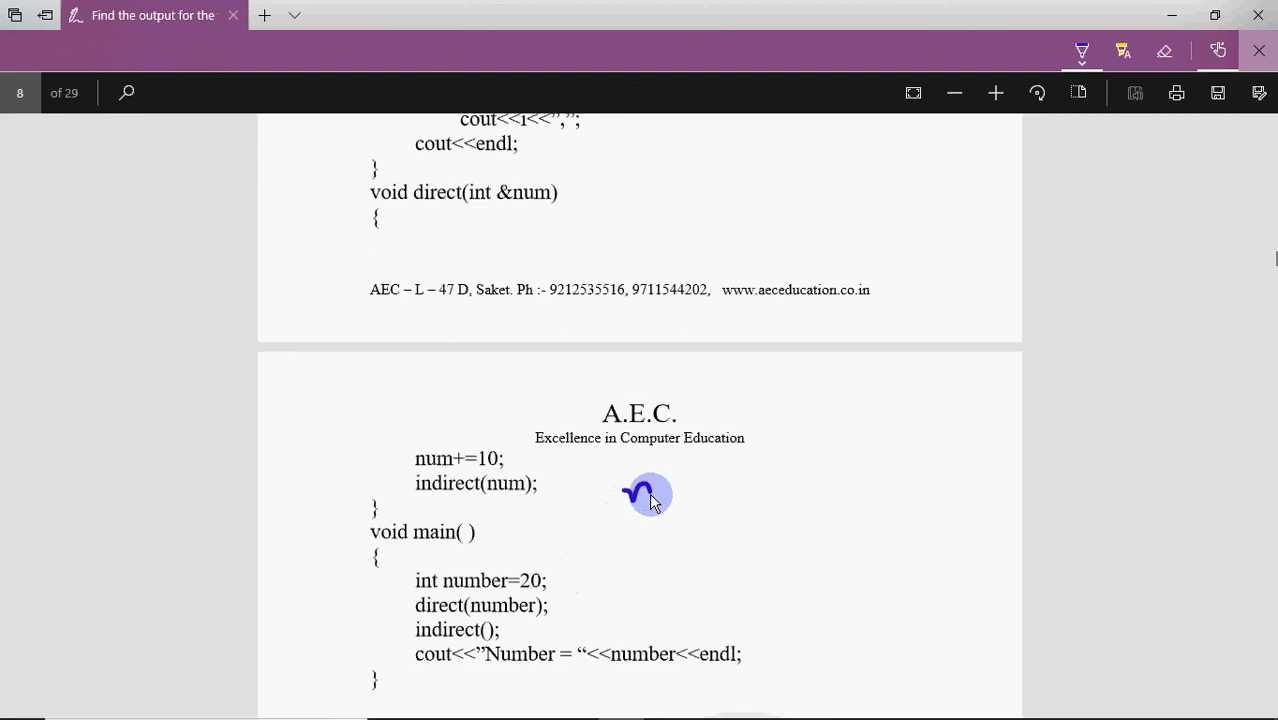 Find the output for the
8 of 29
cout<<i<<”,”;
cout<<endl;
}
void direct(int &num)
{
AEC – L – 47 D, Saket. Ph :- 9212535516, 9711544202, www.aeceducation.co.in
A.E.C.
Excellence in Computer Education
num+=10;
indirect(num);
}
void main( )
{
int number=20;
direct(number);
indirect();
cout<<”Number = “<<number<<endl;
}